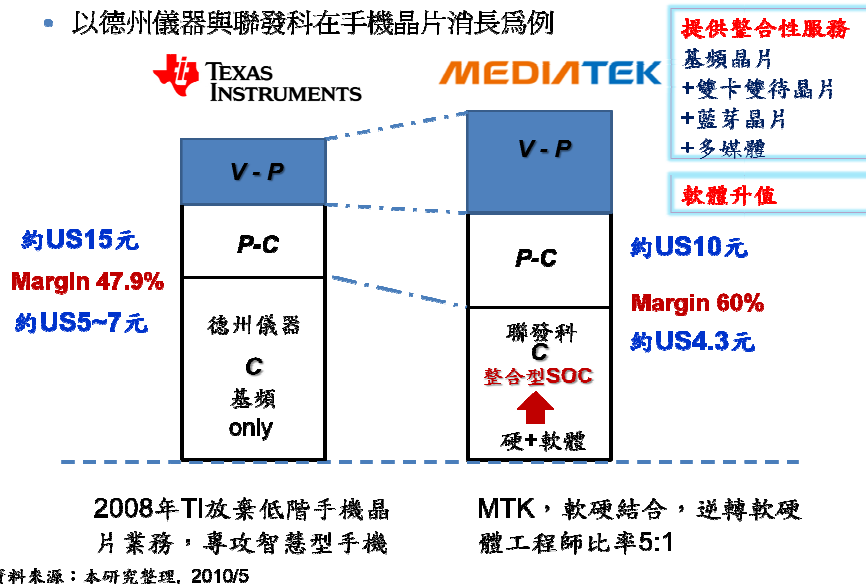 • 以德州儀器與聯發科在手機晶片消長爲例
TEXAS
INSTRUMENTS
MEDIATEK
提供整合性服務
基頻晶片
+雙卡雙待晶片
+藍芽晶片
+多媒體
軟體升值
V - P
P-C
約US15元
Margin 47.9%
約US5~7元
德州儀器
C
基頻
only
V - P
P-C
約US10元
Margin 60%
約US4.3元
聯發科
C
整合型SOC
硬+軟體
2008年TI放棄低階手機晶
片業務，專攻智慧型手機
MTK，軟硬結合，逆轉軟硬
體工程師比率5:1
資料來源：本研究整理, 2010/5